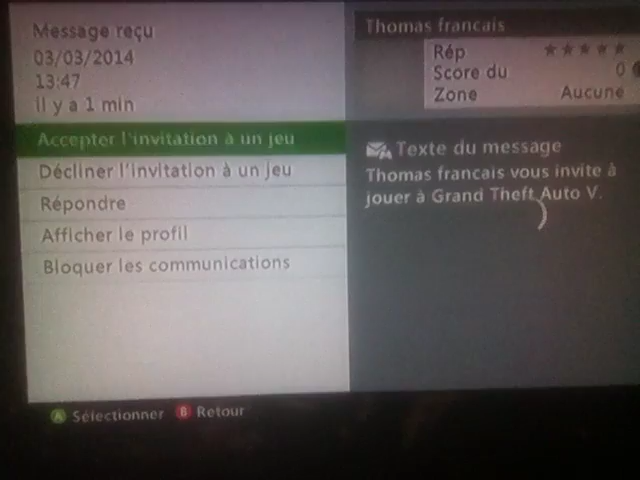 Message reçu
03/03/2014
13:47
il y a 1 min
Accepter l'invitation à un jeu
Décliner l'invitation à un jeu
Répondre
Afficher le profil
Bloquer les communications
Thomas francais
Rép ★★★★★
Score du 0
Zone Aucune
Texte du message
Thomas francais vous invite à
jouer à Grand Theft Auto V.
A Sélectionner B Retour